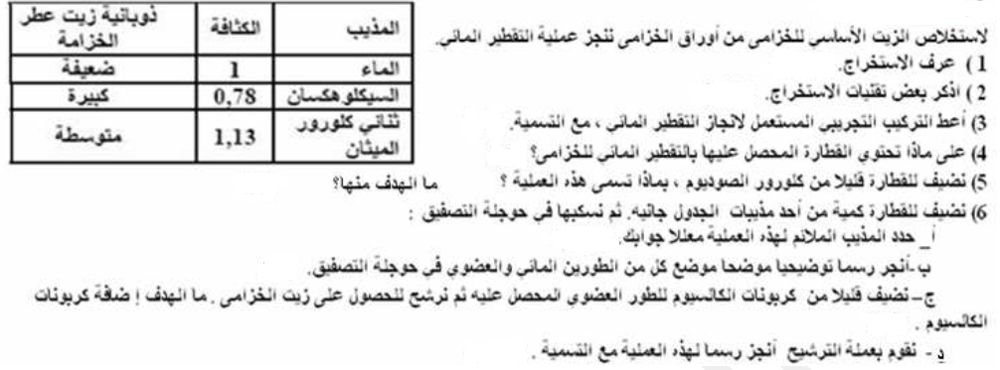 لاستخلاص الزيت الأساسي للخزامى من أوراق الخزامى ننجز عملية التقطير المائي.
1) عرف الاستخراج.
2) اذكر بعض تقنيات الاستخراج.
3) أعط التركيب التجريبي المستعمل لانجاز التقطير المائي ، مع التسمية.
4) على ماذا تحتوي القطارة المحصل عليها بالتقطير المائي للخزامى؟
5) نضيف للقطارة قليلا من كلورور الصوديوم ، بماذا تسمى هذه العملية ؟ ما الهدف منها؟
6) نضيف للقطارة كمية من أحد مذيبات الجدول جانبه. ثم نسكبها في حوجلة التصفيق :
أ_ حدد المذيب الملائم لهذه العملية معللا جوابك.
ب-أنجر رسما توضيحيا موضحا موضع كل من الطورين المائي والعضوي في حوجلة التصفيق.
ج– نضيف قليلا من كربونات الكالسيوم للطور العضوي المحصل عليه ثم نرشح للحصول على زيت الخزامى . ما الهدف إ ضافة كربونات
الكالسيوم .
د - نقوم بعملة الترشيح أنجز رسما لهذه العملية مع التسمية .
المذيب الكثافة ذوبانية زيت عطر الخزامة
الماء 1 ضعيفة
السيكلوهكسان 0,78 كبيرة
ثنائي كلورور الميثان 1,13 متوسطة